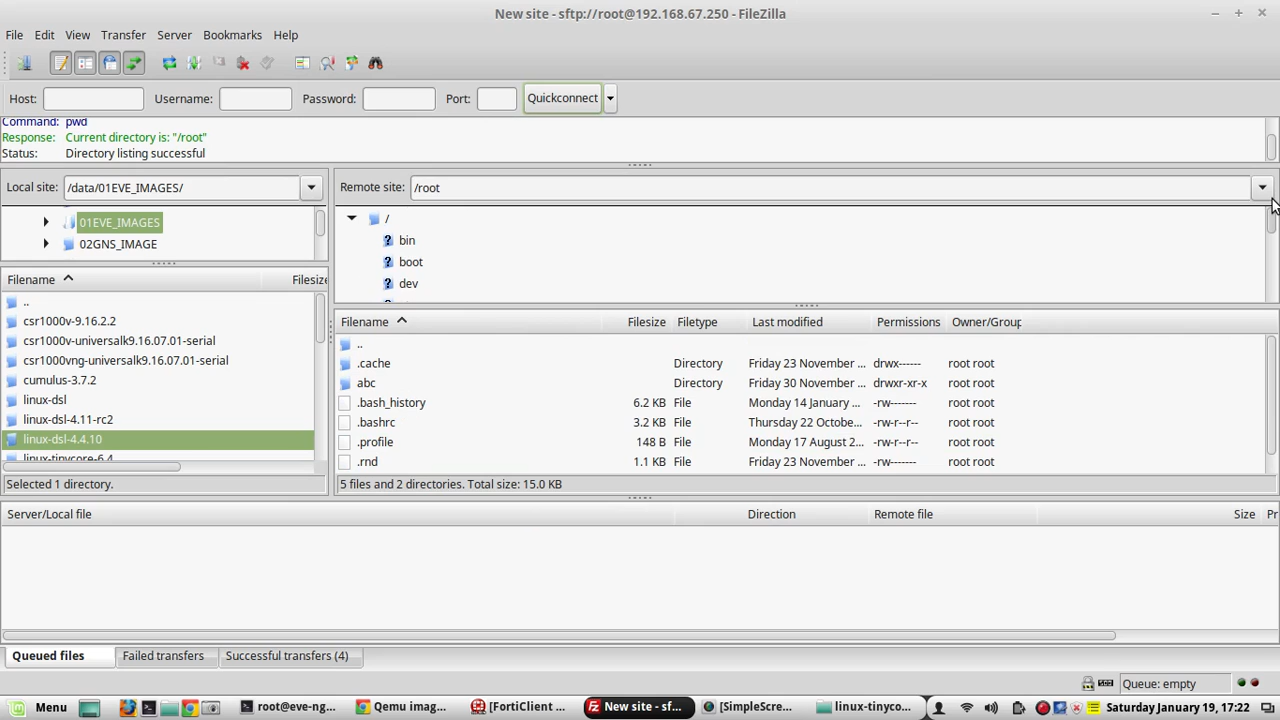 New site - sftp://root@192.168.67.250 - FileZilla
File Edit View Transfer Server Bookmarks Help
Host: Username: Password: Port: Quickconnect
Command: pwd
Response: Current directory is: "/root"
Status: Directory listing successful
Local site: /data/01EVE_IMAGES/
Remote site: /root
01EVE_IMAGES
02GNS_IMAGE
/
bin
boot
dev
Filename Filesize
..
csr1000v-9.16.2.2
csr1000v-universalk9.16.07.01-serial
csr1000vng-universalk9.16.07.01-serial
cumulus-3.7.2
linux-dsl
linux-dsl-4.11-rc2
linux-dsl-4.4.10
linux-tinycore-6.4
Selected 1 directory.
Filename Filesize Filetype Last modified Permissions Owner/Group
..
.cache Directory Friday 23 November ... drwx------ root root
abc Directory Friday 30 November ... drwxr-xr-x root root
.bash_history 6.2 KB File Monday 14 January ... -rw------- root root
.bashrc 3.2 KB File Thursday 22 Octobe... -rw-r--r-- root root
.profile 148 B File Monday 17 August 2... -rw-r--r-- root root
.rnd 1.1 KB File Friday 23 November ... -rw------- root root
5 files and 2 directories. Total size: 15.0 KB
Server/Local file Direction Remote file Size Pr
Queued files Failed transfers Successful transfers (4)
Queue: empty
Menu root@eve-ng... Qemu imag... [FortiClient ... New site - sf... [SimpleScre... linux-tinyco... Saturday January 19, 17:22